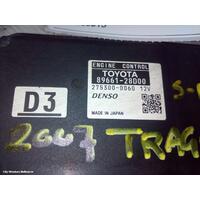 ENGINE CONTROL
TOYOTA
89661-28D00
275300-0060 12V
DENSO
MADE IN JAPAN
D3
2007 TRAG